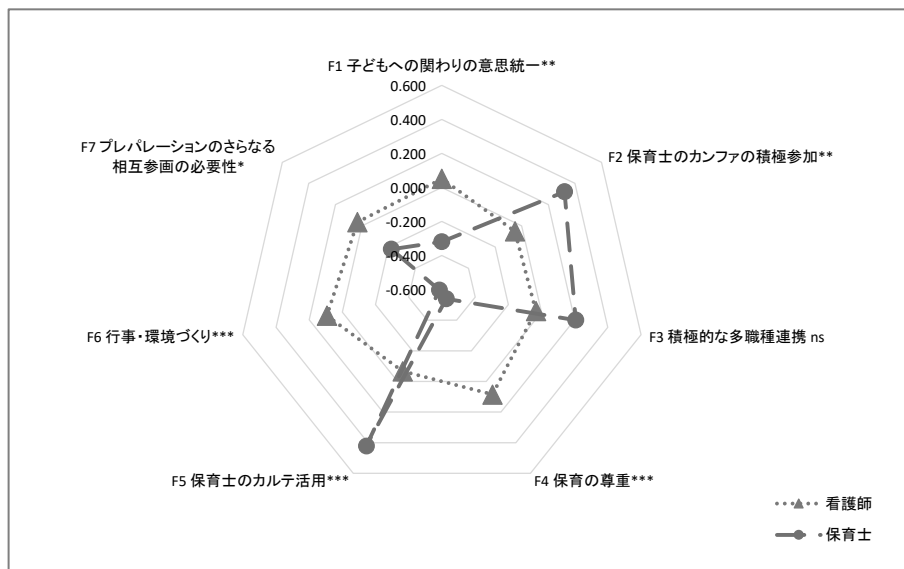 F1 子どもへの関わりの意思統一**
0.600
0.400
0.200
0.000
-0.200
-0.400
-0.600
F2 保育士のカンファの積極参加**
F3 積極的な多職種連携 ns
F4 保育の尊重***
F5 保育士のカルテ活用***
F6 行事・環境づくり***
F7 プレパレーションのさらなる
相互参画の必要性*
看護師
保育士